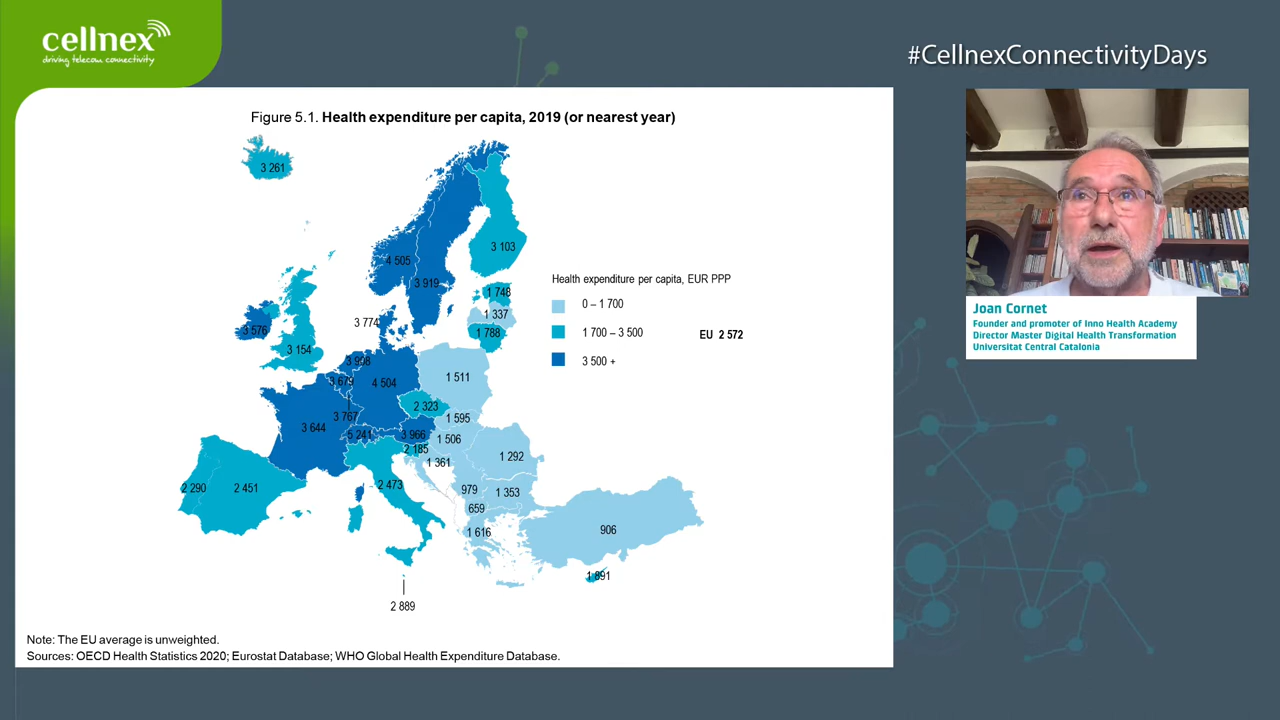 cellnex
driving telecom connectivity
#CellnexConnectivityDays
Figure 5.1. Health expenditure per capita, 2019 (or nearest year)
3 261
3 103
4 505
3 919
Health expenditure per capita, EUR PPP
1 748
0 – 1 700
1 337
3 774
3 576
1 788
1 700 – 3 500
EU 2 572
3 154
3 998
3 500 +
3 679
4 504
1 511
2 323
3 767
1 595
3 644
5 241
3 966
1 506
2 185
1 292
1 361
2 290
2 451
2 473
979
1 353
659
1 616
906
1 891
2 889
Note: The EU average is unweighted.
Sources: OECD Health Statistics 2020; Eurostat Database; WHO Global Health Expenditure Database.
Joan Cornet
Founder and promoter of Inno Health Academy
Director Master Digital Health Transformation
Universitat Central Catalonia